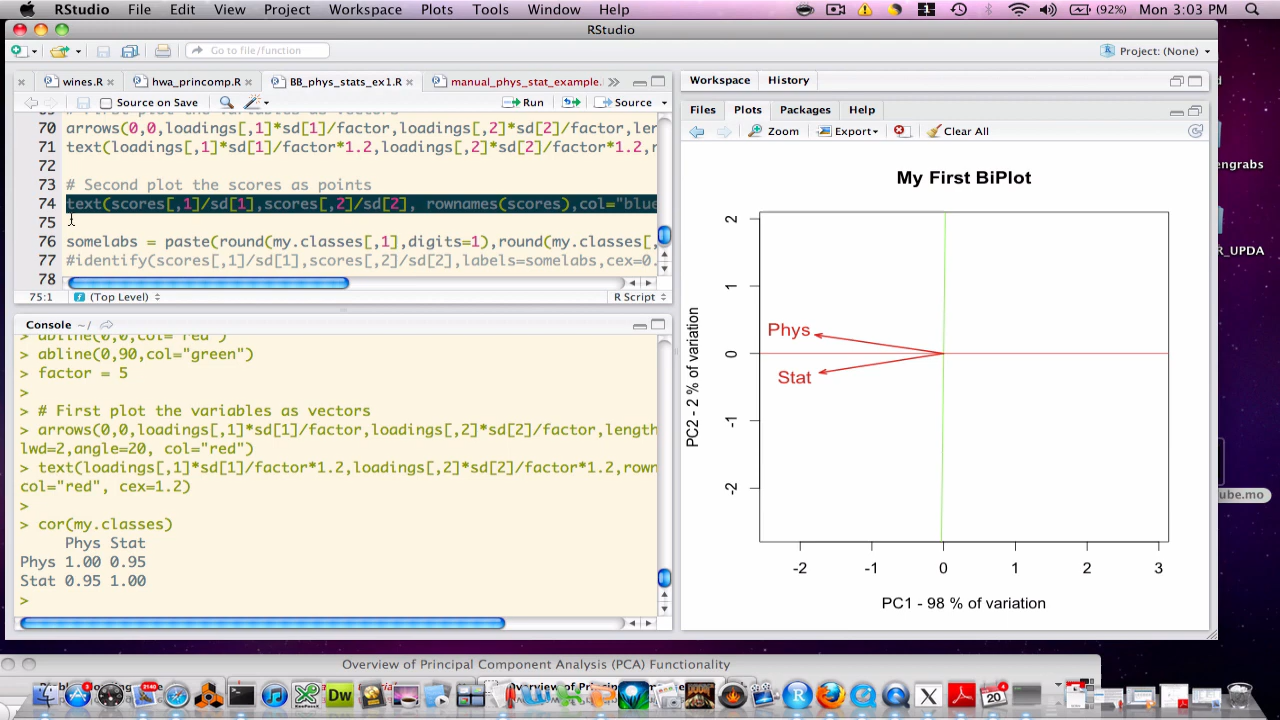 RStudio File Edit View Project Workspace Plots Tools Window Help (92%) Mon 3:03 PM
RStudio
Go to file/function Project: (None)
wines.R hwa_princomp.R BB_phys_stats_ex1.R manual_phys_stat_example.
Source on Save Run Source
70 arrows(0,0,loadings[,1]*sd[1]/factor,loadings[,2]*sd[2]/factor,ler
71 text(loadings[,1]*sd[1]/factor*1.2,loadings[,2]*sd[2]/factor*1.2,r
72
73 # Second plot the scores as points
74 text(scores[,1]/sd[1],scores[,2]/sd[2], rownames(scores),col="blue
75
76 somelabs = paste(round(my.classes[,1],digits=1),round(my.classes[,
77 #identify(scores[,1]/sd[1],scores[,2]/sd[2],labels=somelabs,cex=0.
78
75:1 (Top Level) R Script
Console ~/
> abline(0,0,col="red")
> abline(0,90,col="green")
> factor = 5
>
> # First plot the variables as vectors
> arrows(0,0,loadings[,1]*sd[1]/factor,loadings[,2]*sd[2]/factor,length
lwd=2,angle=20, col="red")
> text(loadings[,1]*sd[1]/factor*1.2,loadings[,2]*sd[2]/factor*1.2,rown
col="red", cex=1.2)
>
> cor(my.classes)
Phys Stat
Phys 1.00 0.95
Stat 0.95 1.00
>
Workspace History
Files Plots Packages Help
Zoom Export Clear All
My First BiPlot
2
1
0
-1
-2
PC2 - 2 % of variation
Phys
Stat
-2 -1 0 1 2 3
PC1 - 98 % of variation
engrabs
R_UPDA
ube.mo
Overview of Principal Component Analysis (PCA) Functionality